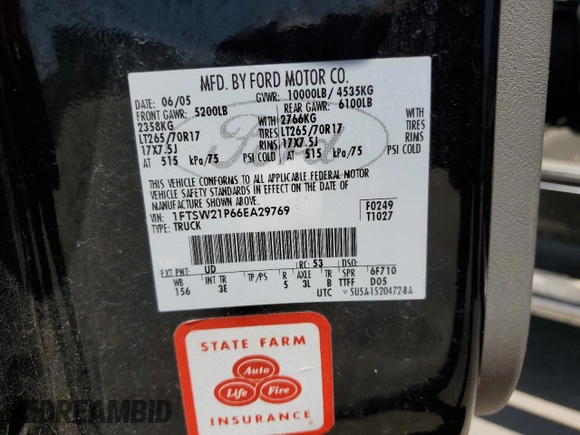 MFD. BY FORD MOTOR CO.
DATE: 06/05 GVWR: 10000LB/ 4535KG
FRONT GAWR: 5200LB REAR GAWR: 6100LB
2358KG WITH 2766KG WITH
LT265/70R17 TIRES LT265/70R17 TIRES
17X7.5J RIMS 17X7.5J RIMS
AT 515 kPa/75 PSI COLD AT 515 kPa/75 PSI COLD
Ford
THIS VEHICLE CONFORMS TO ALL APPLICABLE FEDERAL MOTOR
VEHICLE SAFETY STANDARDS IN EFFECT ON THE DATE OF
MANUFACTURE SHOWN ABOVE.
VIN: 1FTSW21P66EA29769 F0249
TYPE: TRUCK T1027
EXT PNT: UD RC: 53 DSO:
WB INT TR TP/PS R AXLE TR SPR 6F710
156 3E 5 3L B TTFF D05
UTC 5U5A-1520472-BA
STATE FARM
Auto
Life Fire
INSURANCE